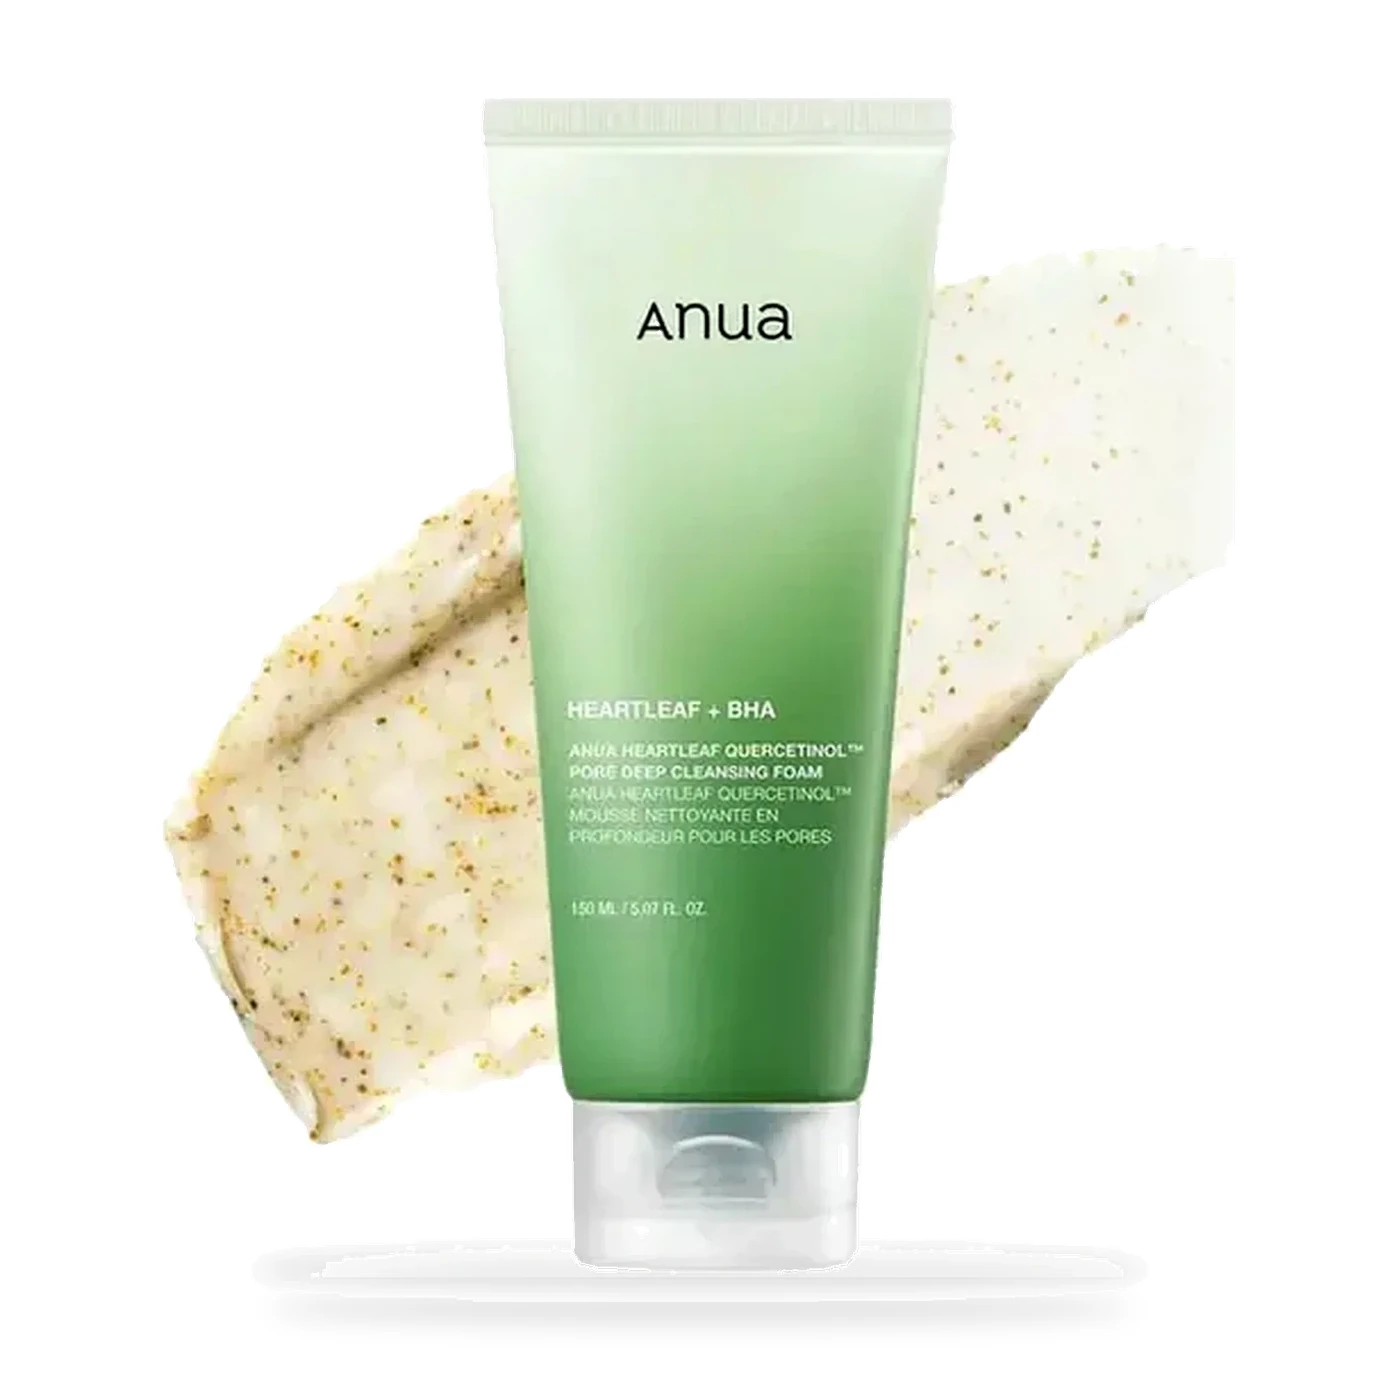 Anua
HEARTLEAF + BHA
ANUA HEARTLEAF QUERCETINOL™
PORE DEEP CLEANSING FOAM
ANUA HEARTLEAF QUERCETINOL™
MOUSSE NETTOYANTE EN
PROFONDEUR POUR LES PORES
150 ML / 5.07 FL. OZ.